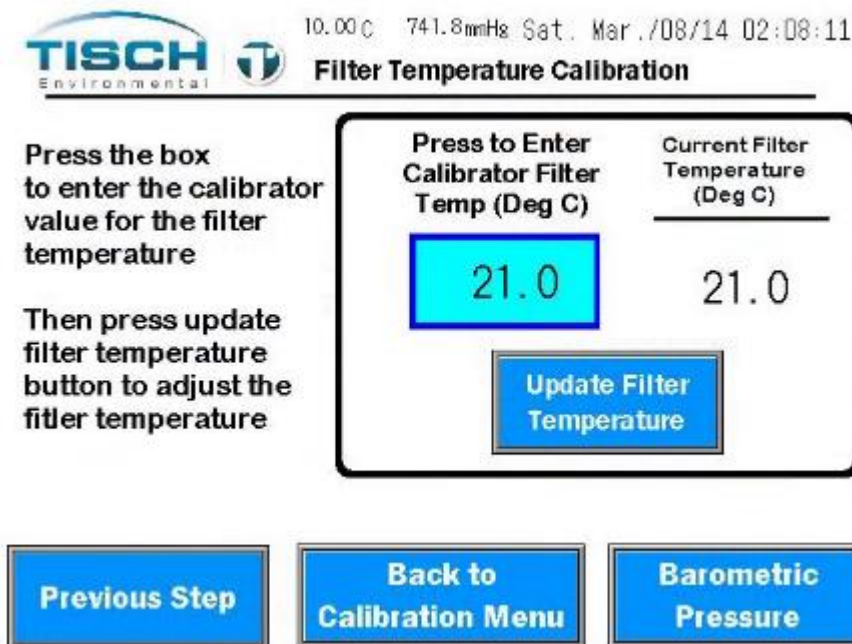 10.00C 741.8mmHg Sat. Mar./08/14 02:08:11
TISCH
Environmental
Filter Temperature Calibration
Press the box
to enter the calibrator
value for the filter
temperature
Then press update
filter temperature
button to adjust the
fitler temperature
Press to Enter
Calibrator Filter
Temp (Deg C)
21.0
Current Filter
Temperature
(Deg C)
21.0
Update Filter
Temperature
Previous Step
Back to
Calibration Menu
Barometric
Pressure